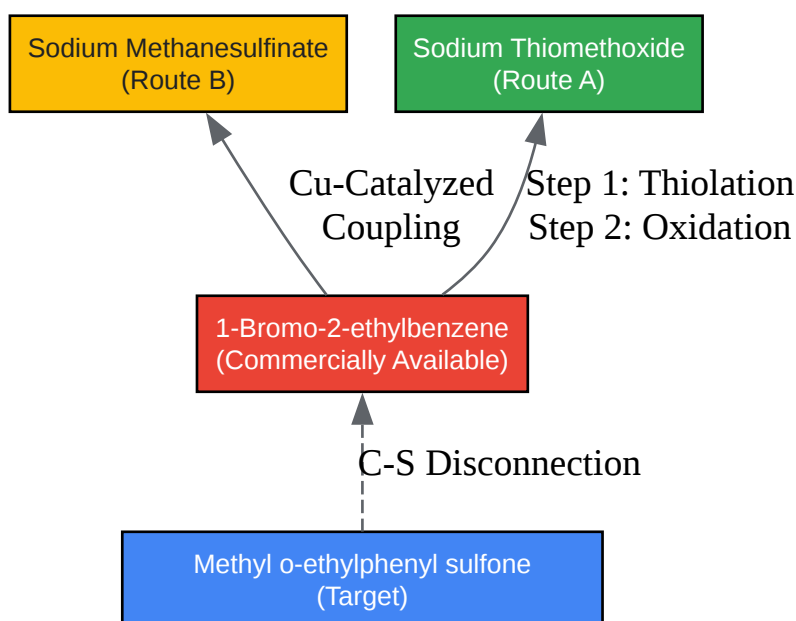 Sodium Methanesulfinate
(Route B)
Sodium Thiomethoxide
(Route A)
Cu-Catalyzed
Coupling
Step 1: Thiolation
Step 2: Oxidation
1-Bromo-2-ethylbenzene
(Commercially Available)
C-S Disconnection
Methyl o-ethylphenyl sulfone
(Target)